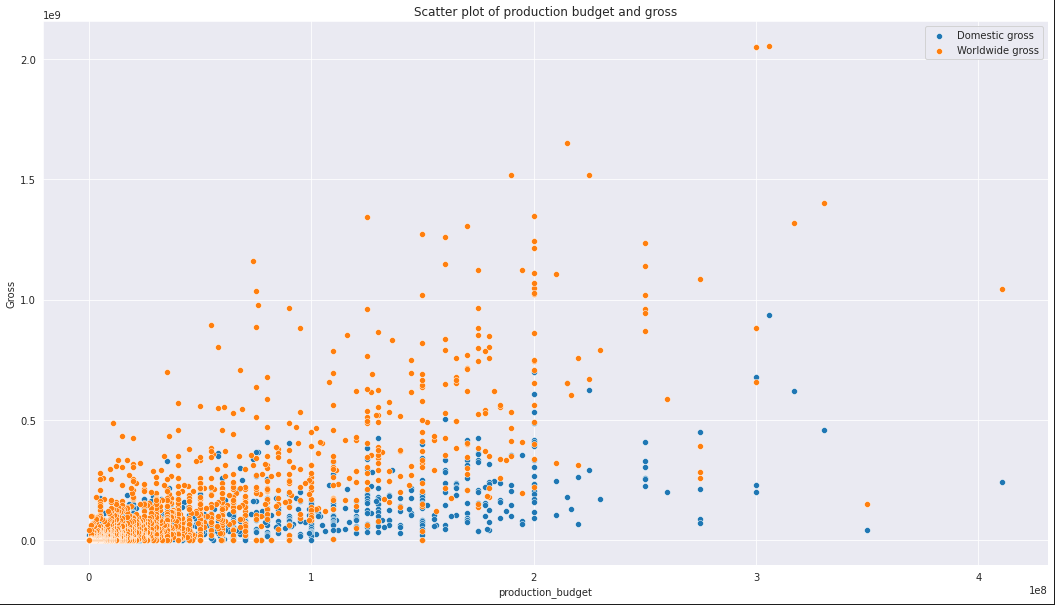 Scatter plot of production budget and gross
1e9
Domestic gross
Worldwide gross
2.0
1.5
1.0
0.5
0.0
Gross
0 1 2 3 4
1e8
production_budget